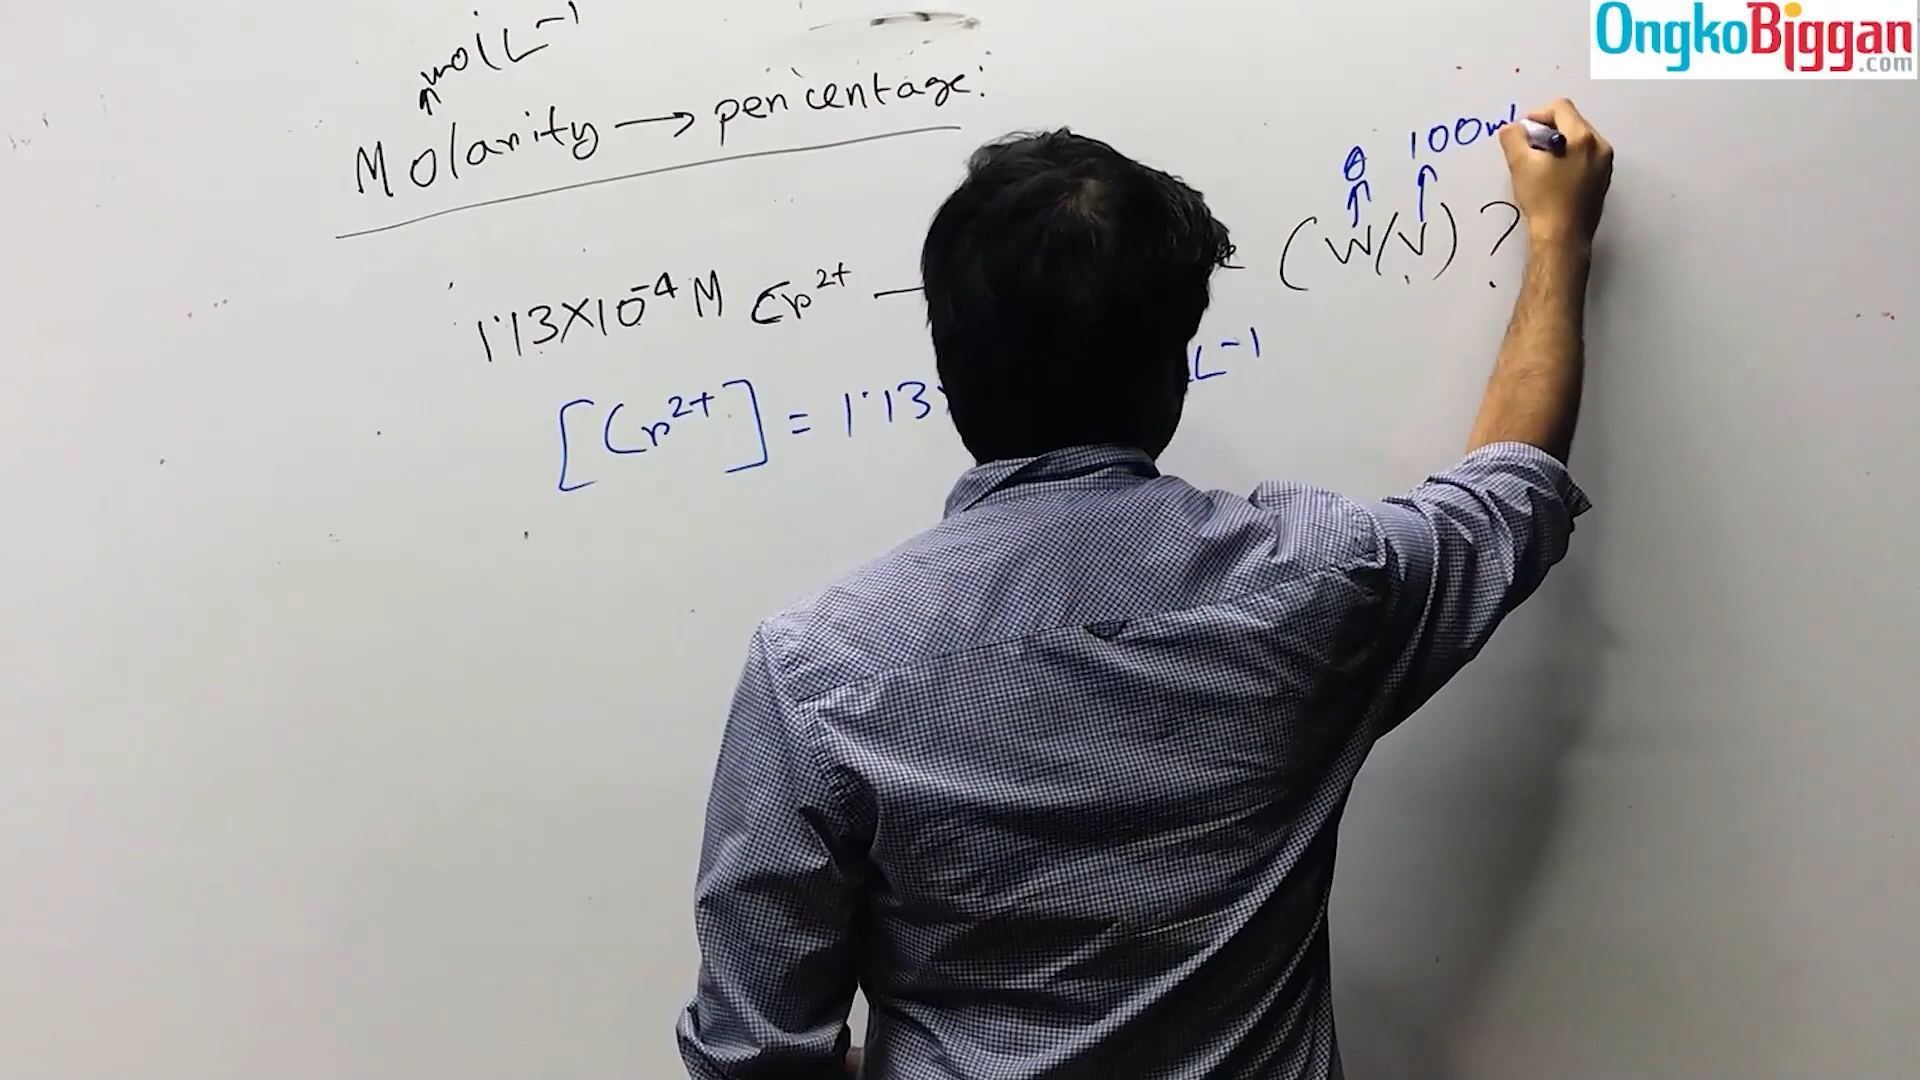 OngkoBiggan
.com
mol L⁻¹
Molarity → percentage:
100ml
1.13×10⁻⁴ M Cr²⁺ — (W/V)?
[Cr²⁺] = 1.13 L⁻¹